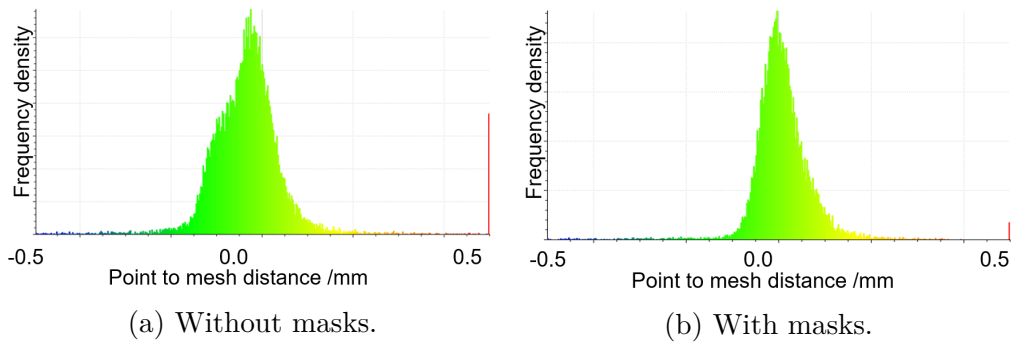 Frequency density
-0.5 0.0 0.5
Point to mesh distance /mm
(a) Without masks.
Frequency density
-0.5 0.0 0.5
Point to mesh distance /mm
(b) With masks.